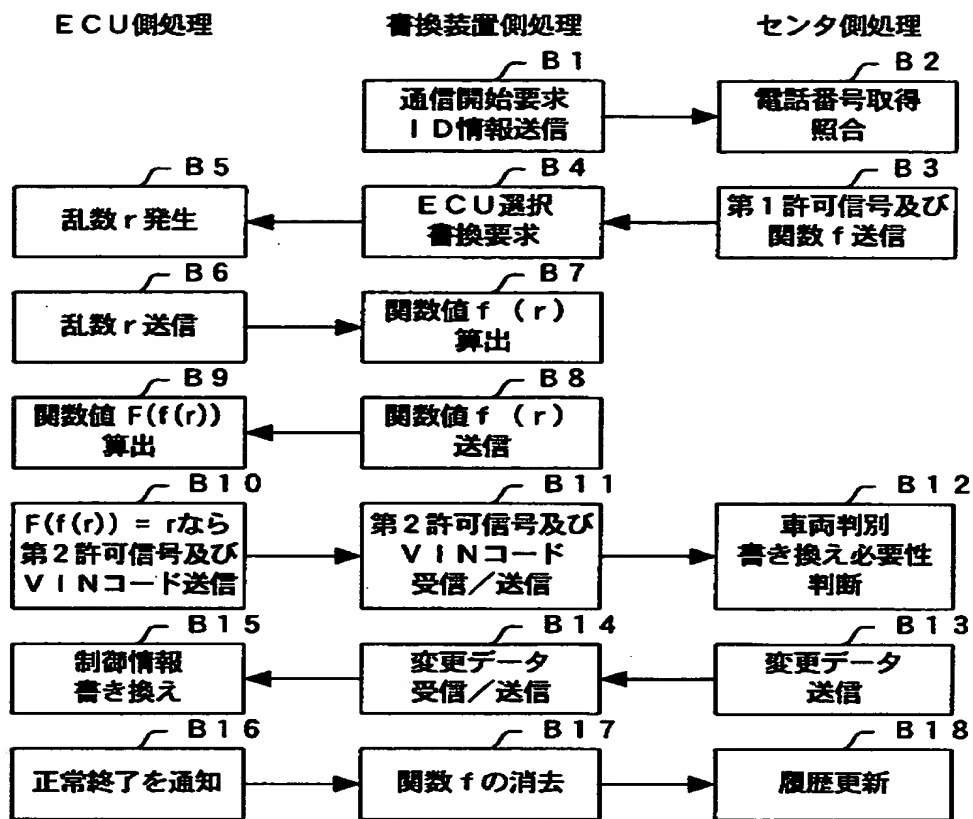 ECU側処理
書換装置側処理
センタ側処理
B1
通信開始要求
ID情報送信
B2
電話番号取得
照合
B5
乱数r発生
B4
ECU選択
書換要求
B3
第1許可信号及び
関数f送信
B6
乱数r送信
B7
関数値f(r)
算出
B9
関数値F(f(r))
算出
B8
関数値f(r)
送信
B10
F(f(r)) = rなら
第2許可信号及び
VINコード送信
B11
第2許可信号及び
VINコード
受信/送信
B12
車両判別
書き換え必要性
判断
B15
制御情報
書き換え
B14
変更データ
受信/送信
B13
変更データ
送信
B16
正常終了を通知
B17
関数fの消去
B18
履歴更新